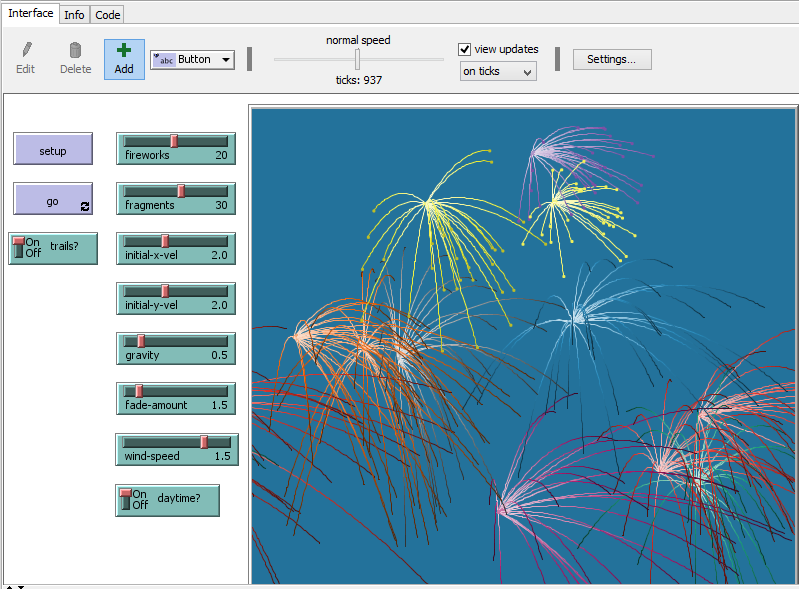 Interface Info Code
normal speed
view updates
Edit Delete Add abc Button on ticks Settings...
ticks: 937
setup
fireworks 20
go
fragments 30
On
Off trails?
initial-x-vel 2.0
initial-y-vel 2.0
gravity 0.5
fade-amount 1.5
wind-speed 1.5
On
Off daytime?